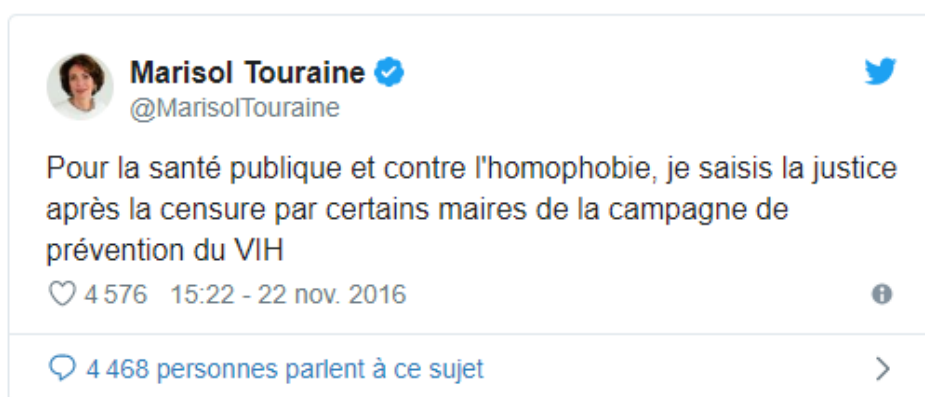 Marisol Touraine
@MarisolTouraine
Pour la santé publique et contre l'homophobie, je saisis la justice
après la censure par certains maires de la campagne de
prévention du VIH
4 576 15:22 - 22 nov. 2016
4 468 personnes parlent à ce sujet